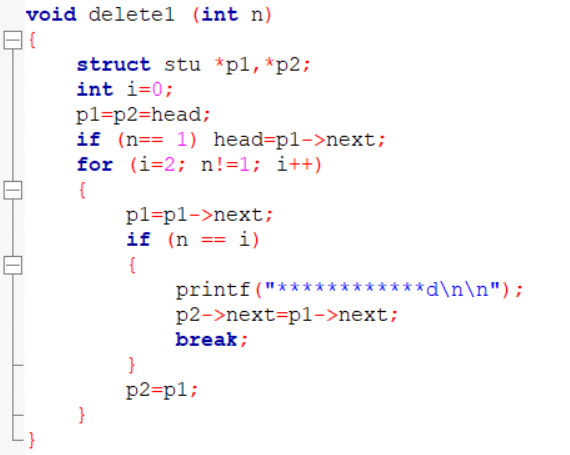 void delete1 (int n)
{
    struct stu *p1,*p2;
    int i=0;
    p1=p2=head;
    if (n== 1) head=p1->next;
    for (i=2; n!=1; i++)
    {
        p1=p1->next;
        if (n == i)
        {
            printf("************d\n\n");
            p2->next=p1->next;
            break;
        }
        p2=p1;
    }
}